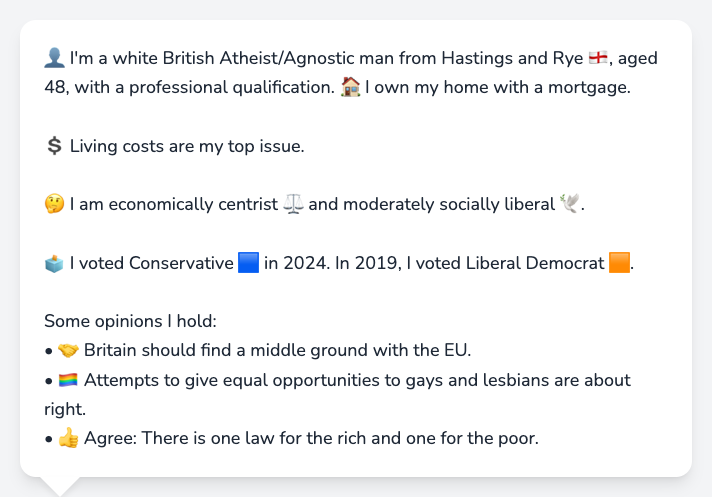 👤 I'm a white British Atheist/Agnostic man from Hastings and Rye 🏴󠁧󠁢󠁥󠁮󠁧󠁿, aged
48, with a professional qualification. 🏠 I own my home with a mortgage.
💲 Living costs are my top issue.
🤔 I am economically centrist ⚖️ and moderately socially liberal 🕊️.
🗳️ I voted Conservative 🟦 in 2024. In 2019, I voted Liberal Democrat 🟧.
Some opinions I hold:
• 🤝 Britain should find a middle ground with the EU.
• 🏳️‍🌈 Attempts to give equal opportunities to gays and lesbians are about
right.
• 👍 Agree: There is one law for the rich and one for the poor.